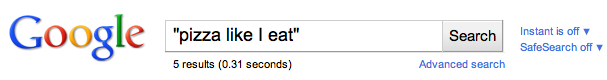 Google "pizza like I eat" Search Instant is off ▼
SafeSearch off ▼
5 results (0.31 seconds) Advanced search